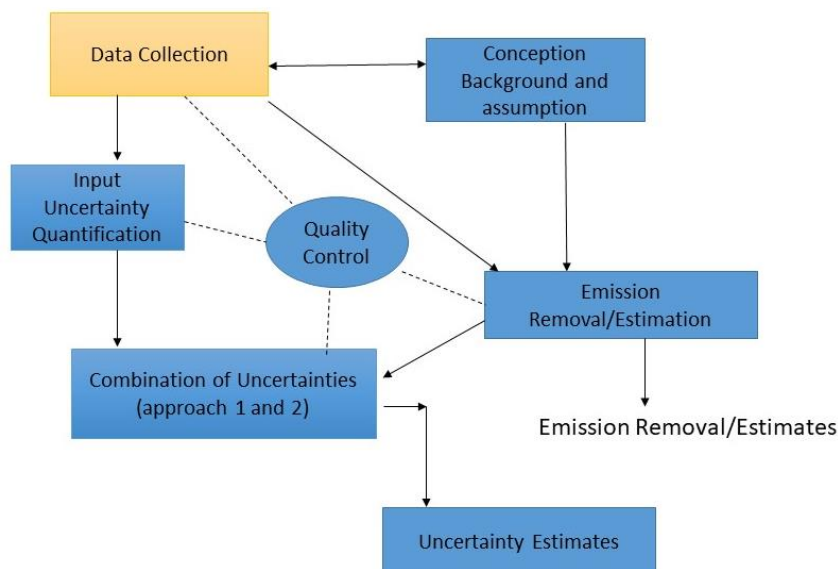 Data Collection
Conception
Background and
assumption
Input
Uncertainty
Quantification
Quality
Control
Emission
Removal/Estimation
Combination of Uncertainties
(approach 1 and 2)
Emission Removal/Estimates
Uncertainty Estimates